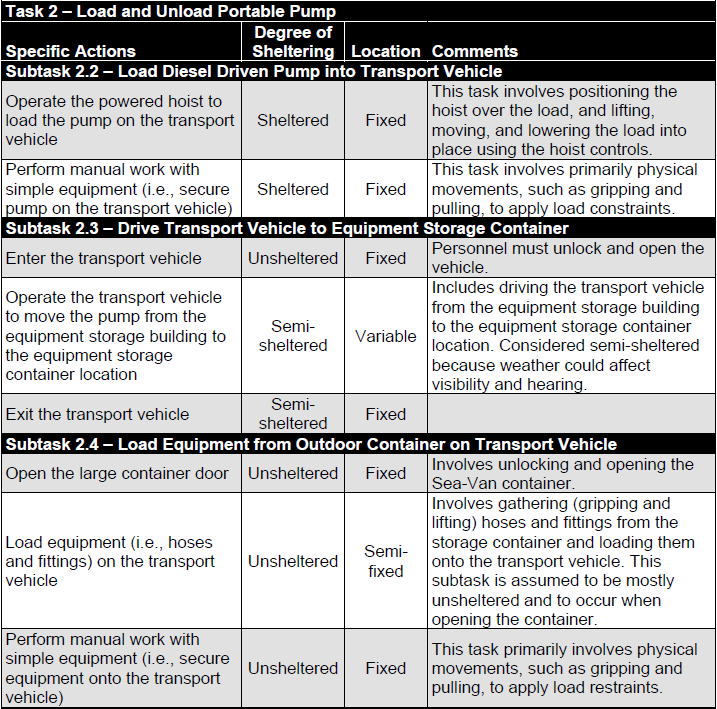 Task 2 – Load and Unload Portable Pump
Specific Actions
Degree of
Sheltering
Location
Comments
Subtask 2.2 – Load Diesel Driven Pump into Transport Vehicle
Operate the powered hoist to
load the pump on the transport
vehicle
Sheltered
Fixed
This task involves positioning the
hoist over the load, and lifting,
moving, and lowering the load into
place using the hoist controls.
Perform manual work with
simple equipment (i.e., secure
pump on the transport vehicle)
Sheltered
Fixed
This task involves primarily physical
movements, such as gripping and
pulling, to apply load constraints.
Subtask 2.3 – Drive Transport Vehicle to Equipment Storage Container
Enter the transport vehicle
Unsheltered
Fixed
Personnel must unlock and open the
vehicle.
Operate the transport vehicle
to move the pump from the
equipment storage building to
the equipment storage
container location
Semi-
sheltered
Variable
Includes driving the transport vehicle
from the equipment storage building
to the equipment storage container
location. Considered semi-sheltered
because weather could affect
visibility and hearing.
Exit the transport vehicle
Semi-
sheltered
Fixed
Subtask 2.4 – Load Equipment from Outdoor Container on Transport Vehicle
Open the large container door
Unsheltered
Fixed
Involves unlocking and opening the
Sea-Van container.
Load equipment (i.e., hoses
and fittings) on the transport
vehicle
Unsheltered
Semi-
fixed
Involves gathering (gripping and
lifting) hoses and fittings from the
storage container and loading them
onto the transport vehicle. This
subtask is assumed to be mostly
unsheltered and to occur when
opening the container.
Perform manual work with
simple equipment (i.e., secure
equipment onto the transport
vehicle)
Unsheltered
Fixed
This task primarily involves physical
movements, such as gripping and
pulling, to apply load restraints.